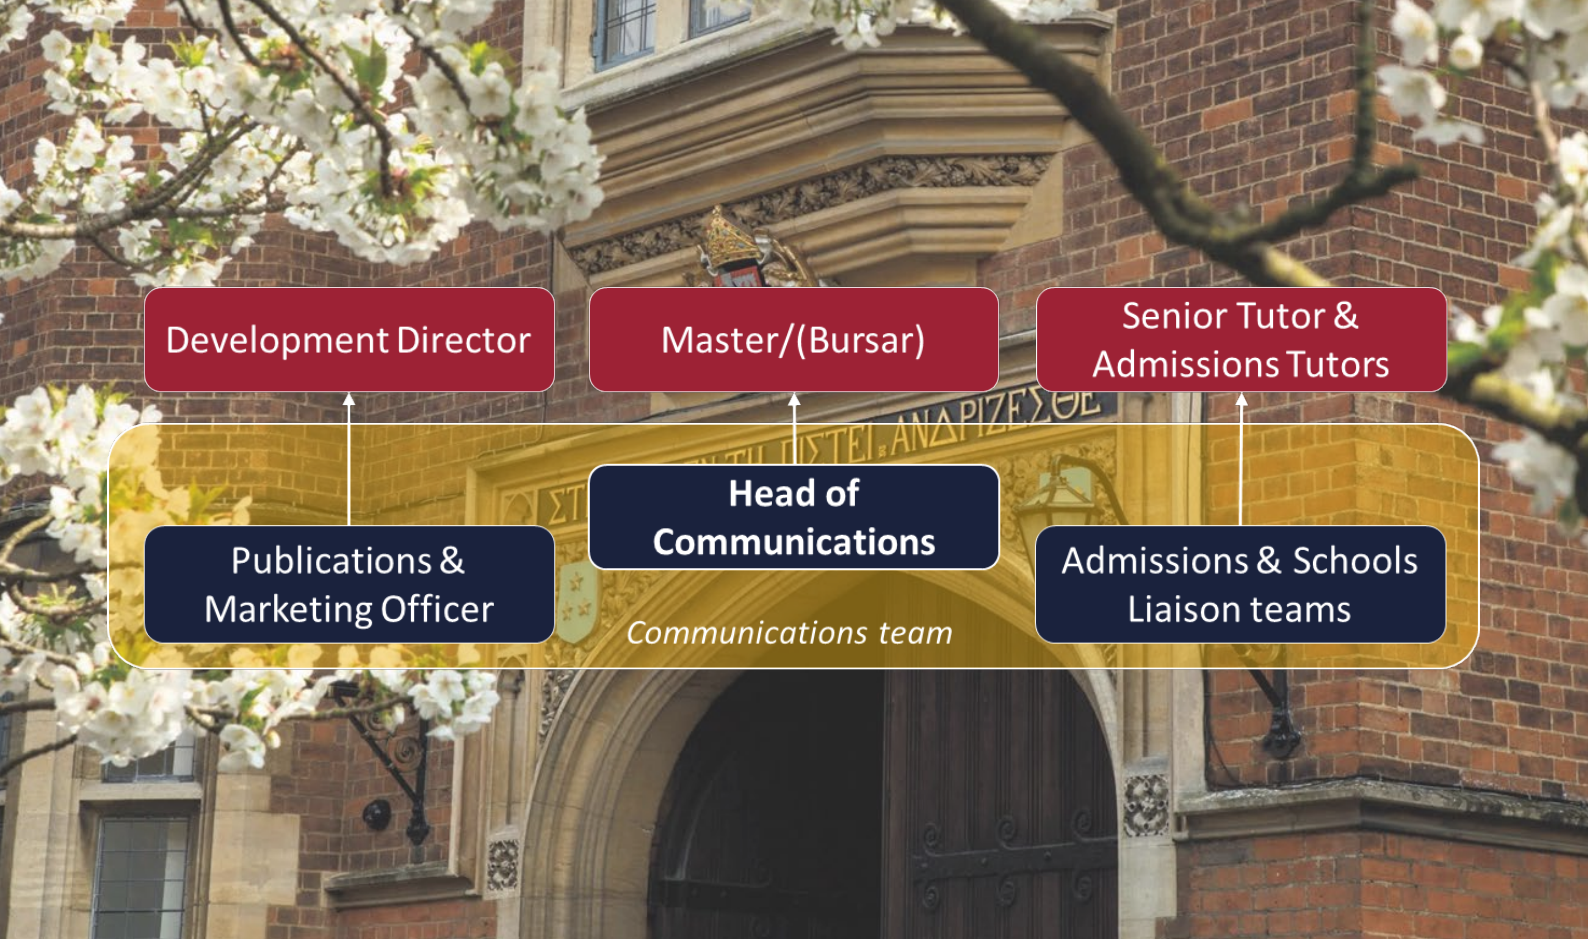 Development Director
Master/(Bursar)
Senior Tutor &
Admissions Tutors
ΑΝΔΡΙΖΕΣΘΕ
Head of
Communications
Publications &
Marketing Officer
Admissions & Schools
Liaison teams
Communications team